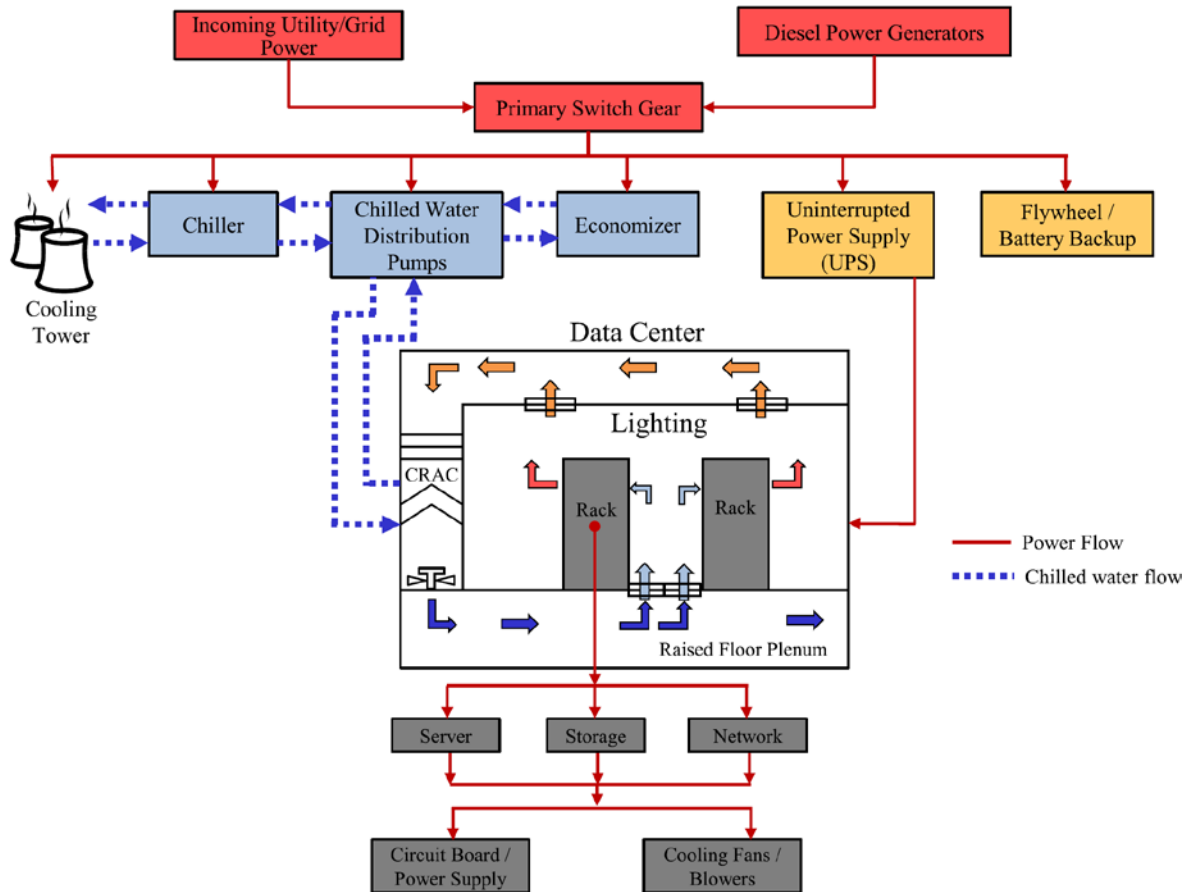 Incoming Utility/Grid
Power
Diesel Power Generators
Primary Switch Gear
Chiller
Chilled Water
Distribution
Pumps
Economizer
Uninterrupted
Power Supply
(UPS)
Flywheel /
Battery Backup
Cooling
Tower
Data Center
Lighting
CRAC
Rack
Rack
Raised Floor Plenum
Power Flow
Chilled water flow
Server
Storage
Network
Circuit Board /
Power Supply
Cooling Fans /
Blowers